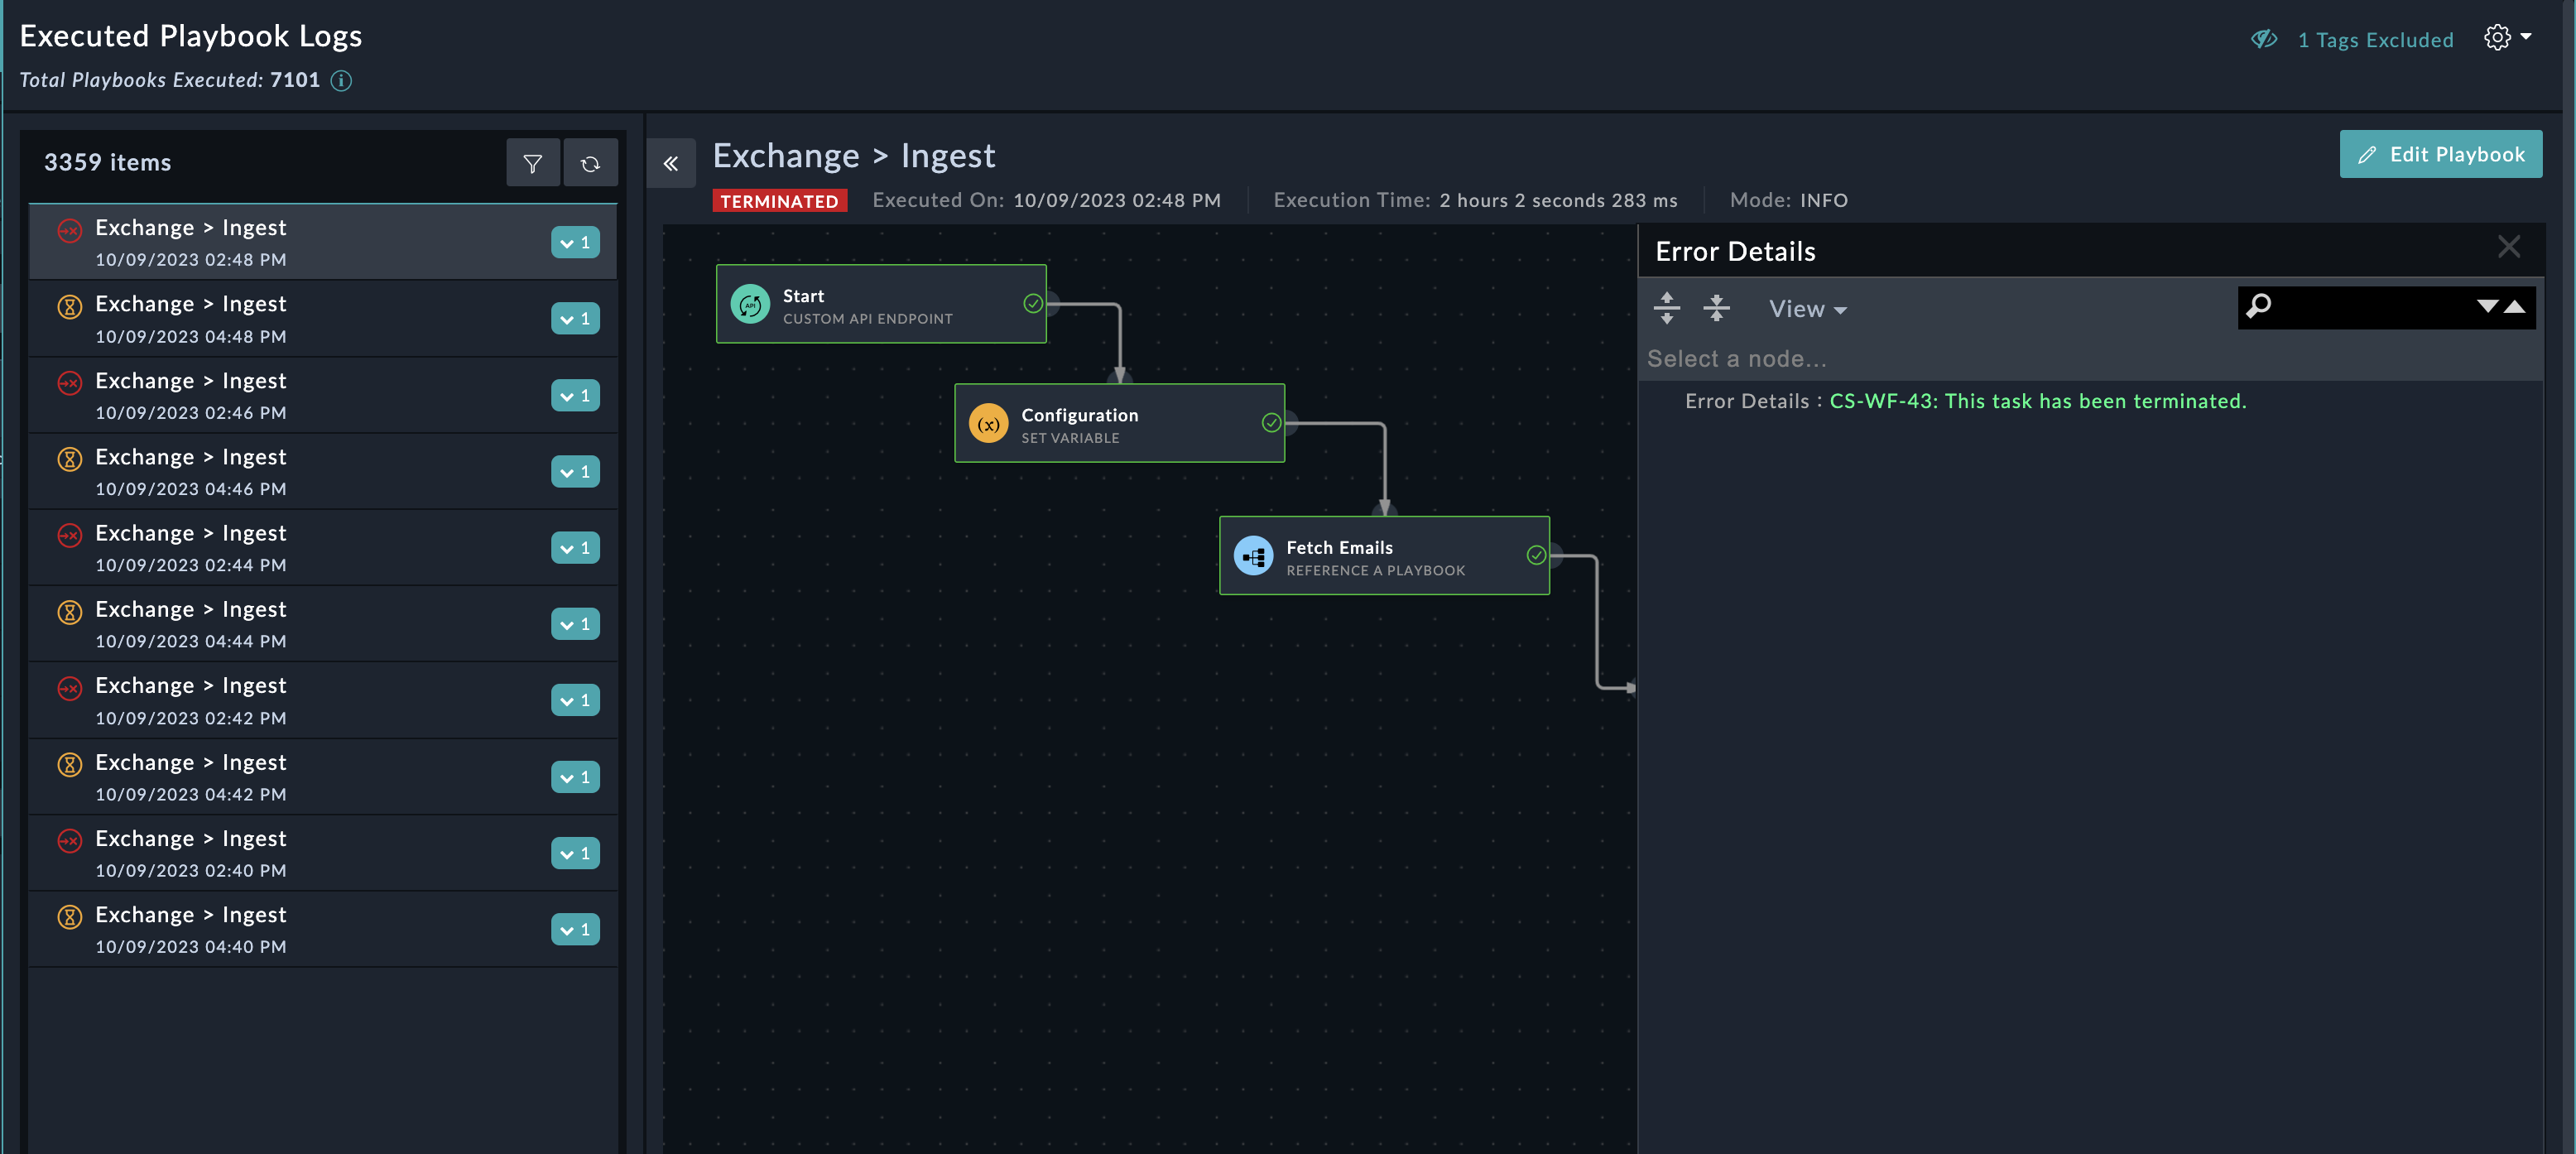 Executed Playbook Logs
Total Playbooks Executed: 7101
1 Tags Excluded
3359 items
Exchange > Ingest
10/09/2023 02:48 PM
1
Exchange > Ingest
10/09/2023 04:48 PM
1
Exchange > Ingest
10/09/2023 02:46 PM
1
Exchange > Ingest
10/09/2023 04:46 PM
1
Exchange > Ingest
10/09/2023 02:44 PM
1
Exchange > Ingest
10/09/2023 04:44 PM
1
Exchange > Ingest
10/09/2023 02:42 PM
1
Exchange > Ingest
10/09/2023 04:42 PM
1
Exchange > Ingest
10/09/2023 02:40 PM
1
Exchange > Ingest
10/09/2023 04:40 PM
1
Exchange > Ingest
Edit Playbook
TERMINATED Executed On: 10/09/2023 02:48 PM Execution Time: 2 hours 2 seconds 283 ms Mode: INFO
API
Start
CUSTOM API ENDPOINT
(x)
Configuration
SET VARIABLE
Fetch Emails
REFERENCE A PLAYBOOK
Error Details
View
Select a node...
Error Details : CS-WF-43: This task has been terminated.